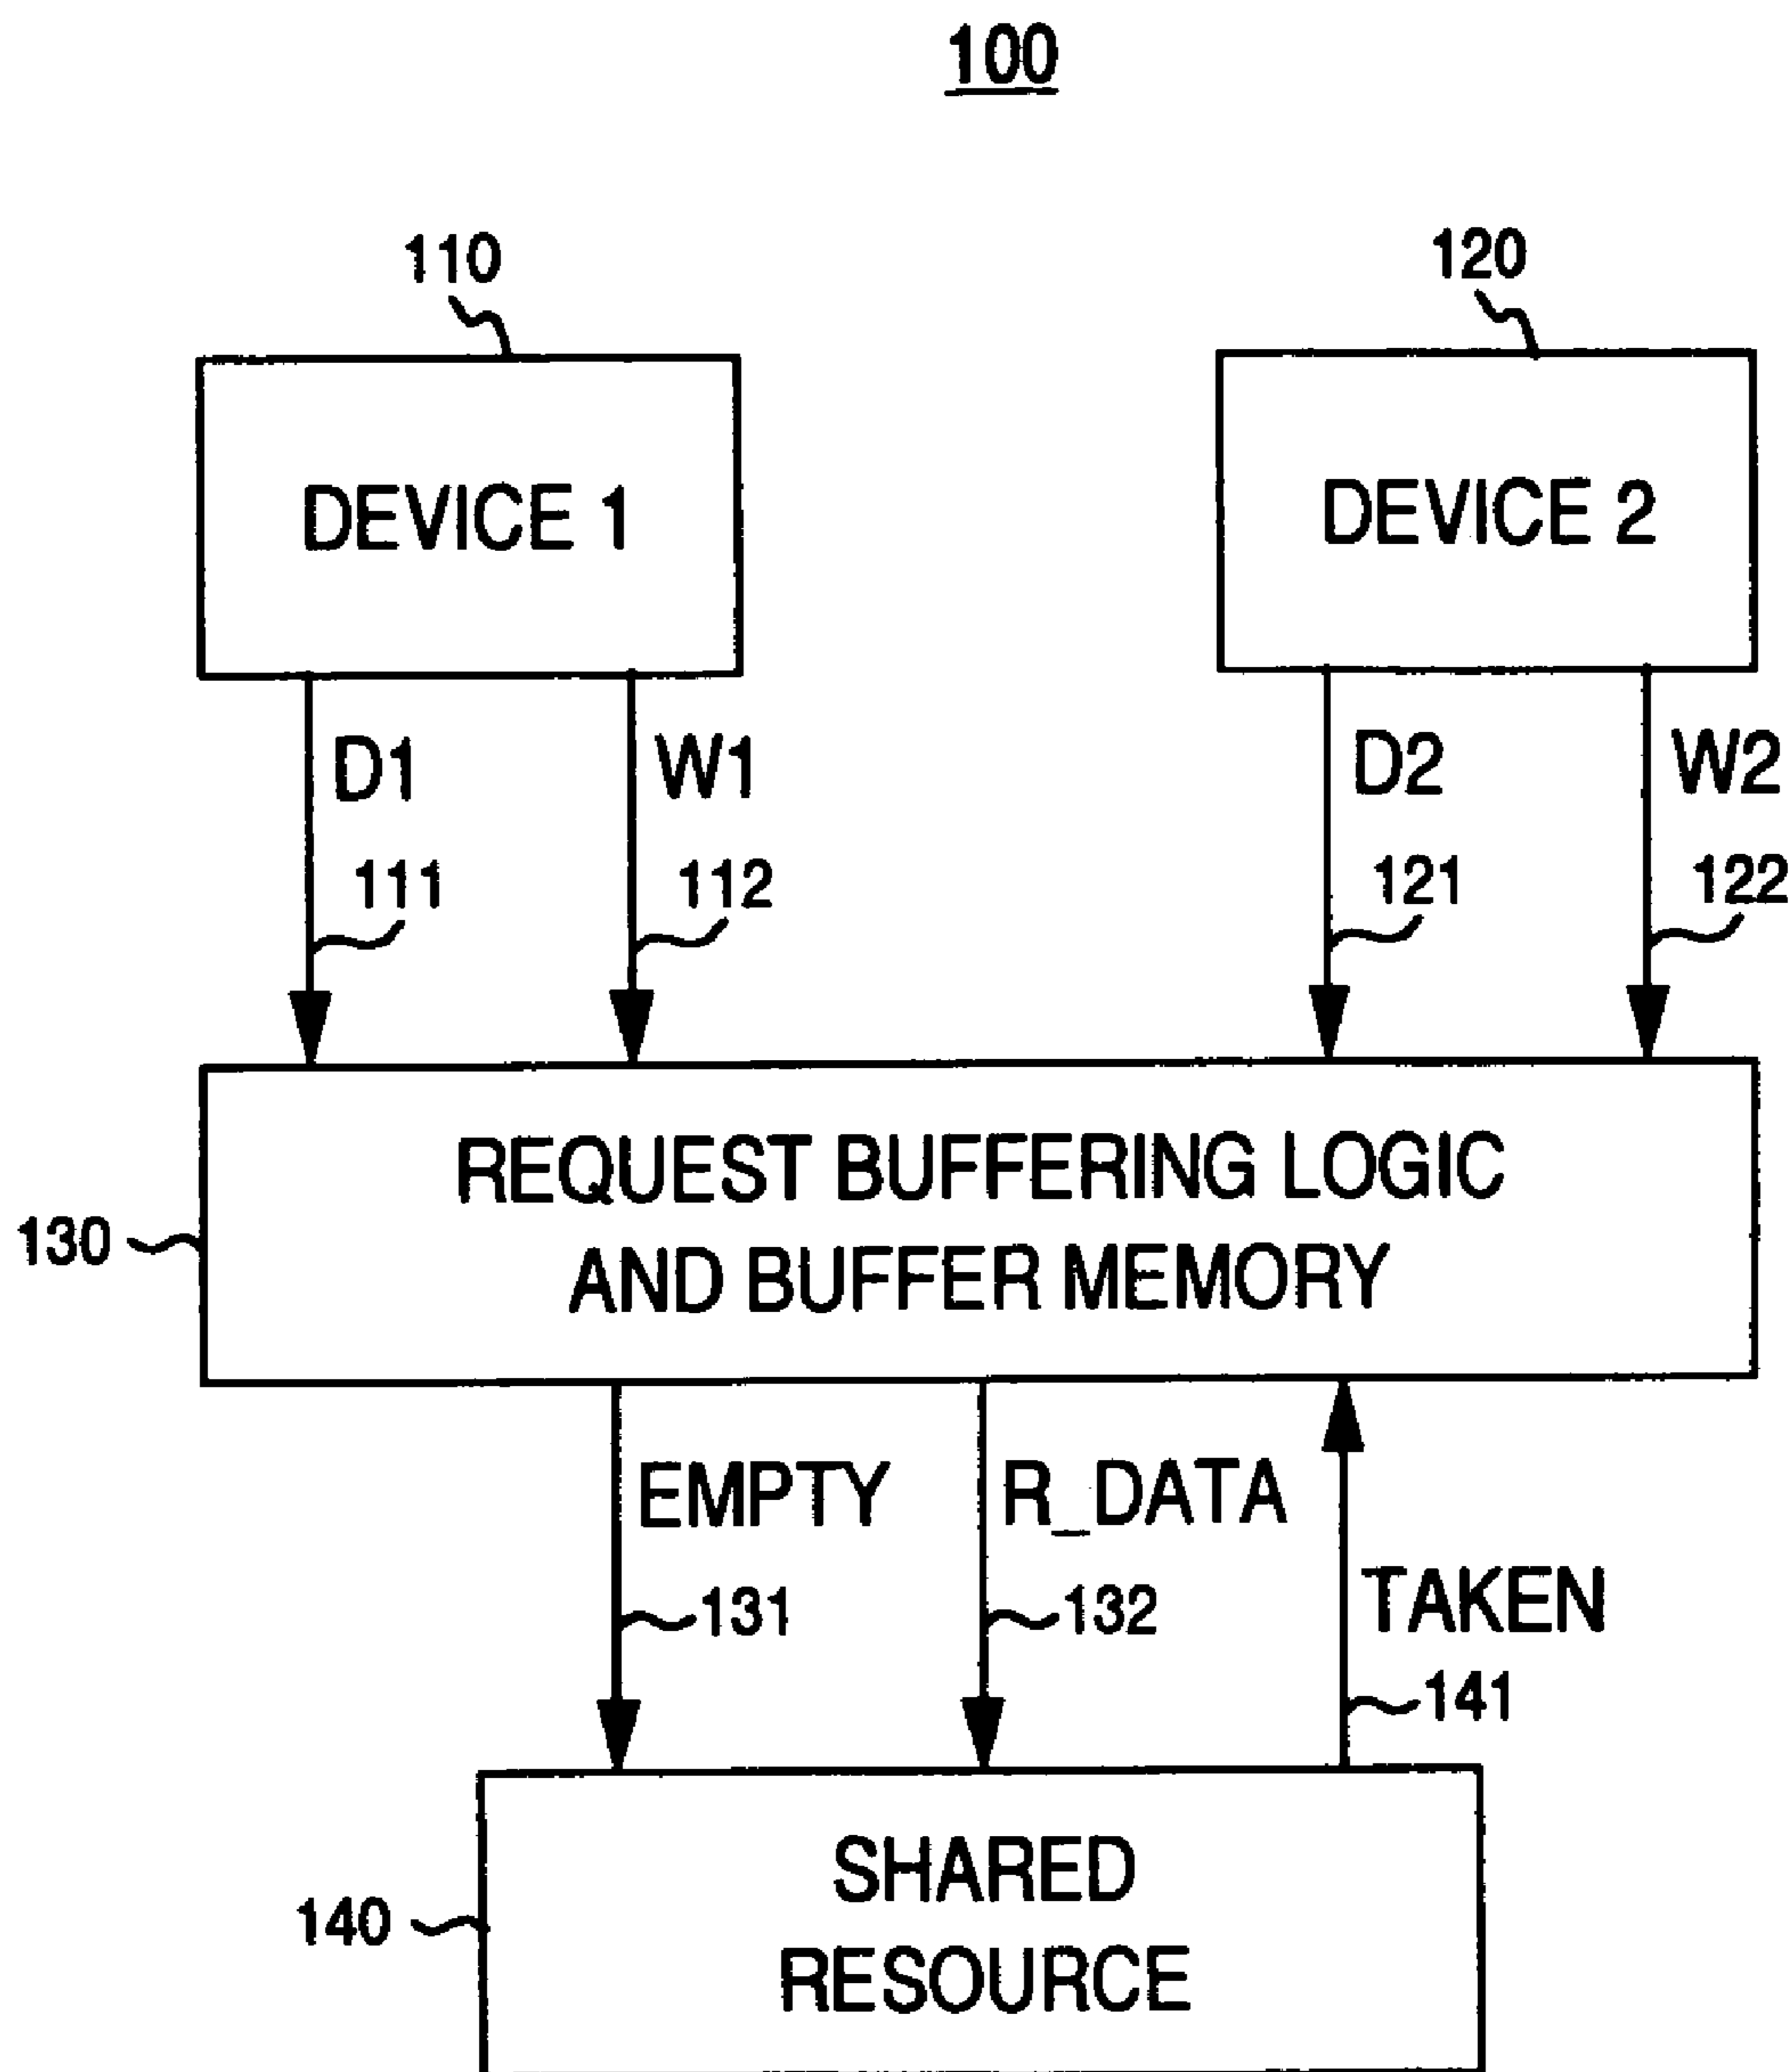 100
110
120
DEVICE 1
DEVICE 2
D1
W1
D2
W2
111
112
121
122
REQUEST BUFFERING LOGIC
AND BUFFER MEMORY
130
EMPTY
R_DATA
131
132
TAKEN
141
SHARED
RESOURCE
140